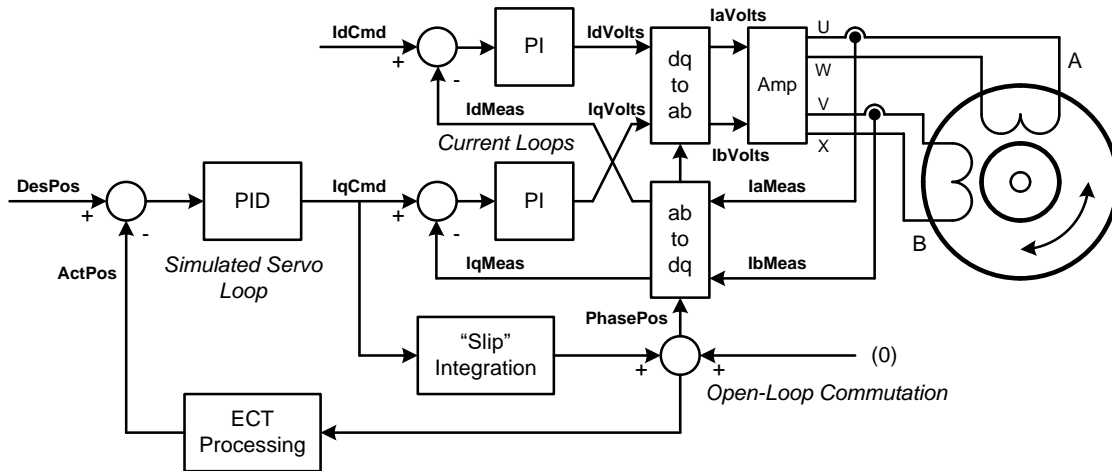 IdCmd
+
-
PI
IdVolts
IaVolts
dq
to
ab
Amp
U
W
V
X
A
B
IdMeas
Current Loops
IqVolts
IbVolts
DesPos
+
-
PID
IqCmd
+
-
PI
ab
to
dq
IaMeas
IbMeas
ActPos
Simulated Servo
Loop
IqMeas
PhasePos
“Slip”
Integration
+
+
(0)
Open-Loop Commutation
ECT
Processing